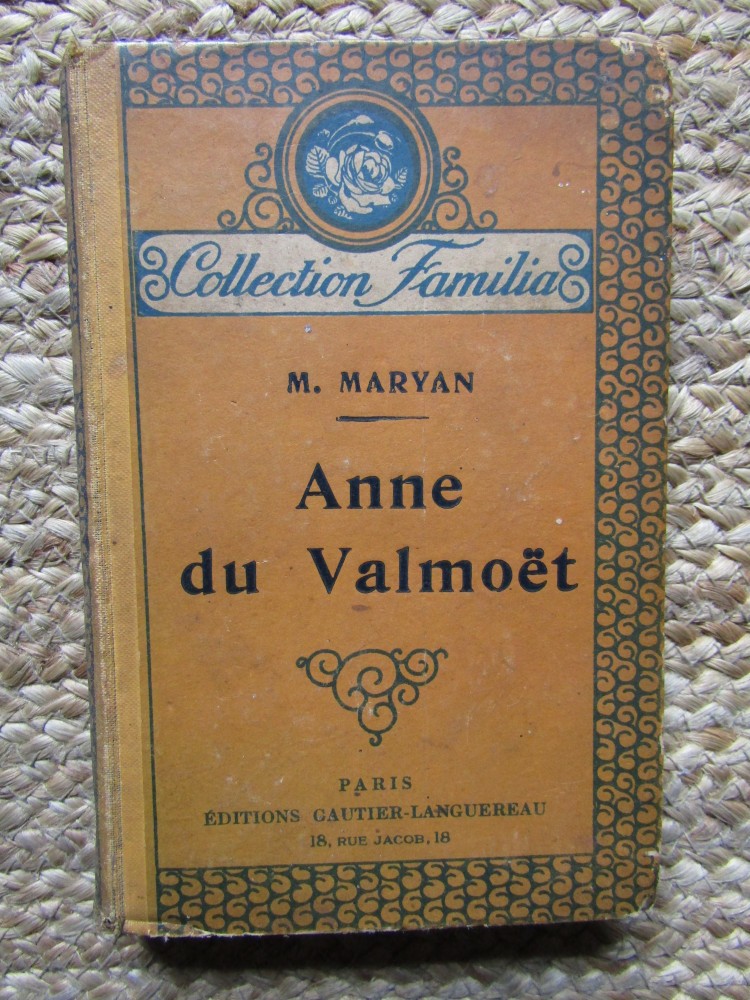 Collection Familia
M. MARYAN
Anne
du Valmoët
PARIS
ÉDITIONS GAUTIER-LANGUEREAU
18, RUE JACOB, 18